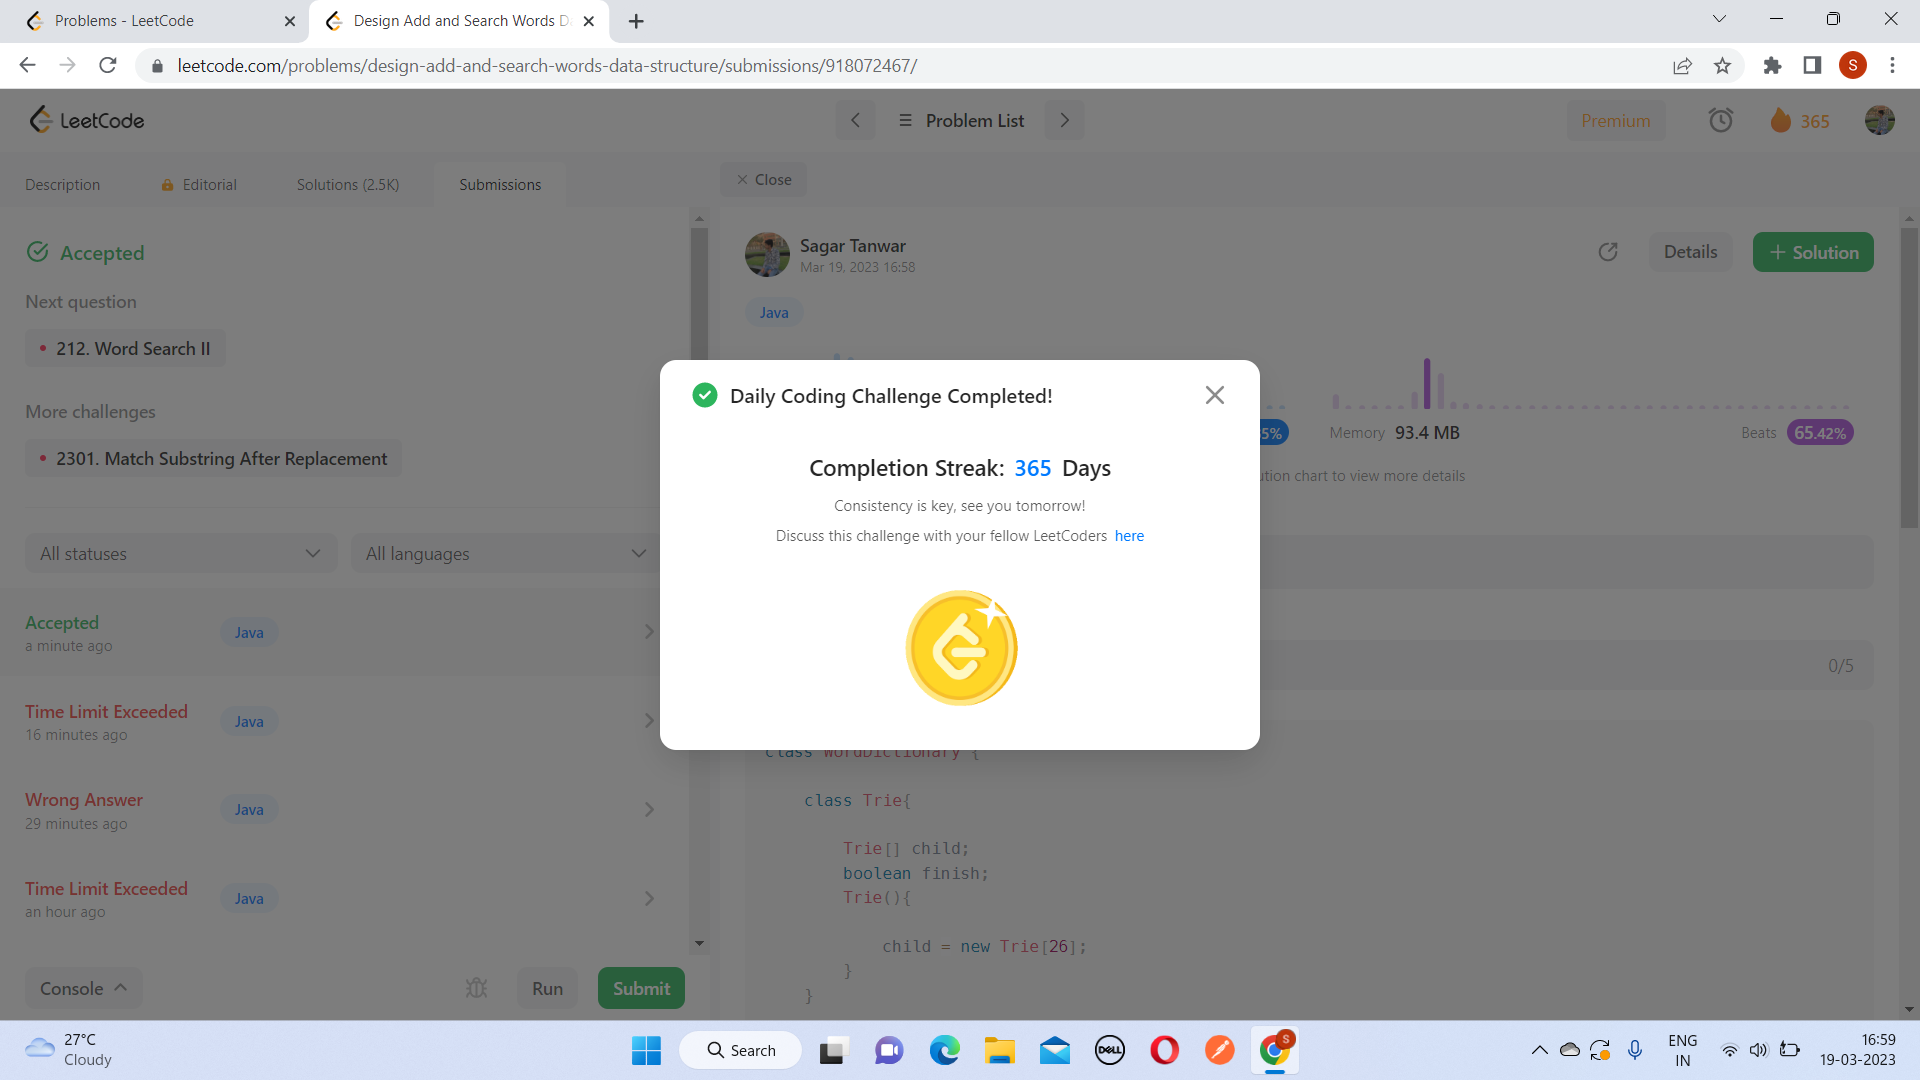 Problems - LeetCode
Design Add and Search Words D
leetcode.com/problems/design-add-and-search-words-data-structure/submissions/918072467/
S
LeetCode
Problem List
Premium
365
Description
Editorial
Solutions (2.5K)
Submissions
Close
Accepted
Next question
212. Word Search II
More challenges
2301. Match Substring After Replacement
All statuses
All languages
Accepted
a minute ago
Java
Time Limit Exceeded
16 minutes ago
Java
Wrong Answer
29 minutes ago
Java
Time Limit Exceeded
an hour ago
Java
Console
Run
Submit
Sagar Tanwar
Mar 19, 2023 16:58
Details
+ Solution
Java
5%
Memory 93.4 MB
Beats 65.42%
ution chart to view more details
0/5
Daily Coding Challenge Completed!
Completion Streak: 365 Days
Consistency is key, see you tomorrow!
Discuss this challenge with your fellow LeetCoders here
class WordDictionary {
class Trie{
Trie[] child;
boolean finish;
Trie(){
child = new Trie[26];
}
}
27°C
Cloudy
Search
DELL
S
ENG
IN
16:59
19-03-2023